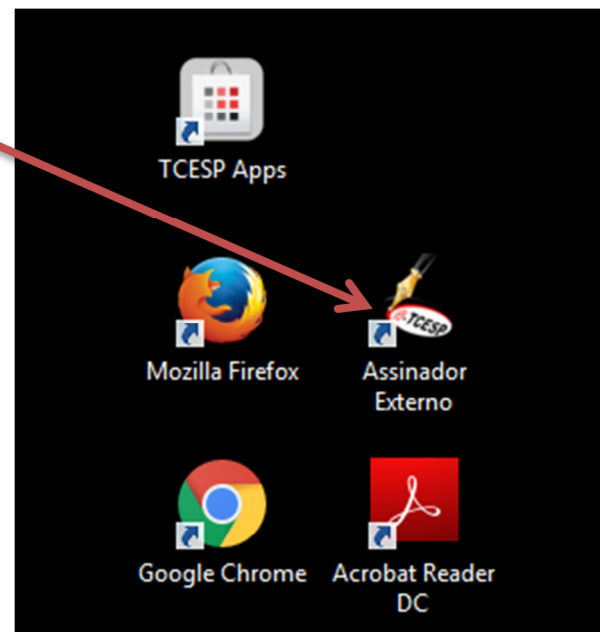 TCESP Apps
TCESP
Mozilla Firefox
Assinador
Externo
Google Chrome
Acrobat Reader
DC